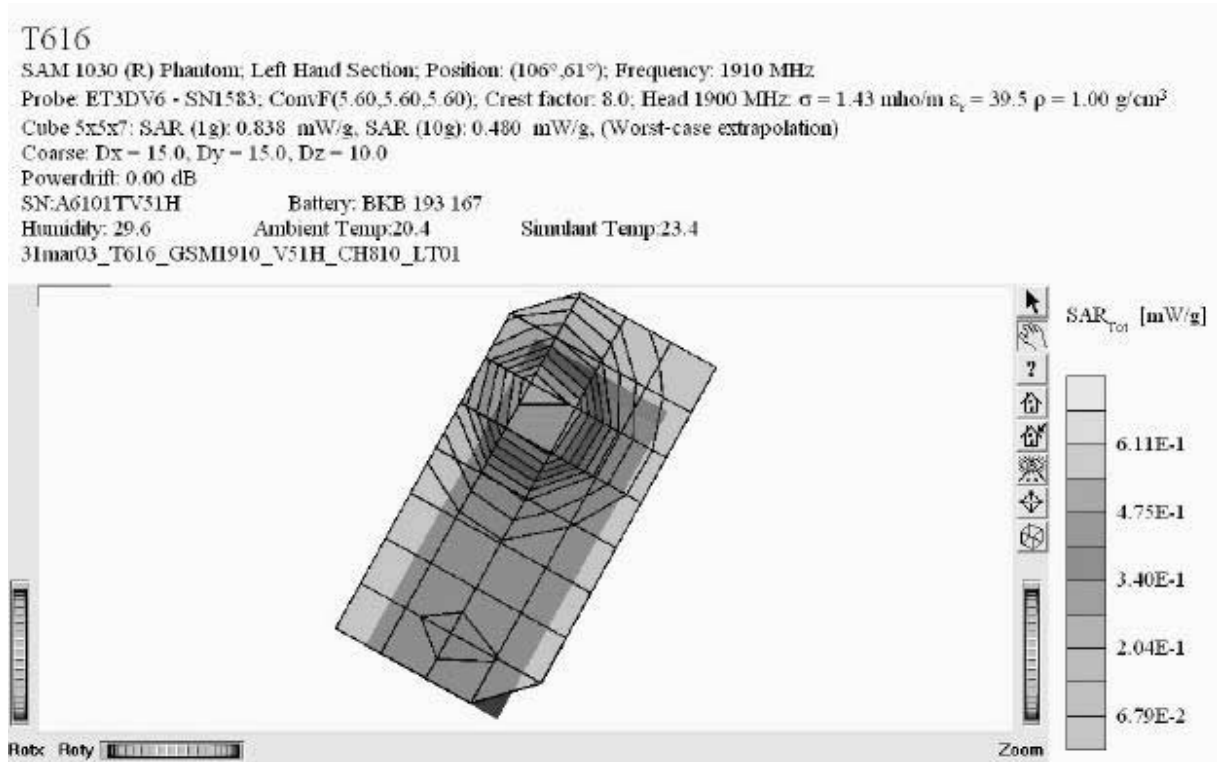 T616
SAM 1030 (R) Phantom; Left Hand Section; Position: (106°,61°); Frequency: 1910 MHz
Probe: ET3DV6 - SN1583; ConvF(5.60,5.60,5.60); Crest factor: 8.0; Head 1900 MHz: σ = 1.43 mho/m εr = 39.5 ρ = 1.00 g/cm³
Cube 5x5x7: SAR (1g): 0.838 mW/g, SAR (10g): 0.480 mW/g, (Worst-case extrapolation)
Coarse: Dx = 15.0, Dy = 15.0, Dz = 10.0
Powerdrift: 0.00 dB
SN:A6101TV51H Battery: BKB 193 167
Humidity: 29.6 Ambient Temp:20.4 Simulant Temp:23.4
31mar03_T616_GSM1910_V51H_CH810_LT01
SARTot [mW/g]
?
6.11E-1
4.75E-1
3.40E-1
2.04E-1
6.79E-2
Rotx Roty Zoom